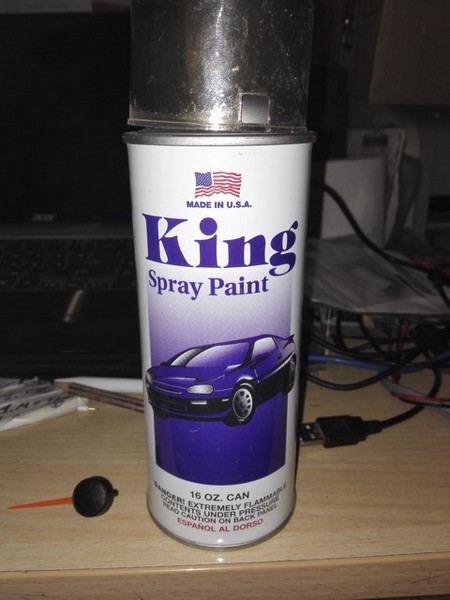 acer
MADE IN U.S.A.
King
Spray Paint
16 OZ. CAN
DANGER! EXTREMELY FLAMMABLE
CONTENTS UNDER PRESSURE
READ CAUTION ON BACK PANEL
ESPAÑOL AL DORSO